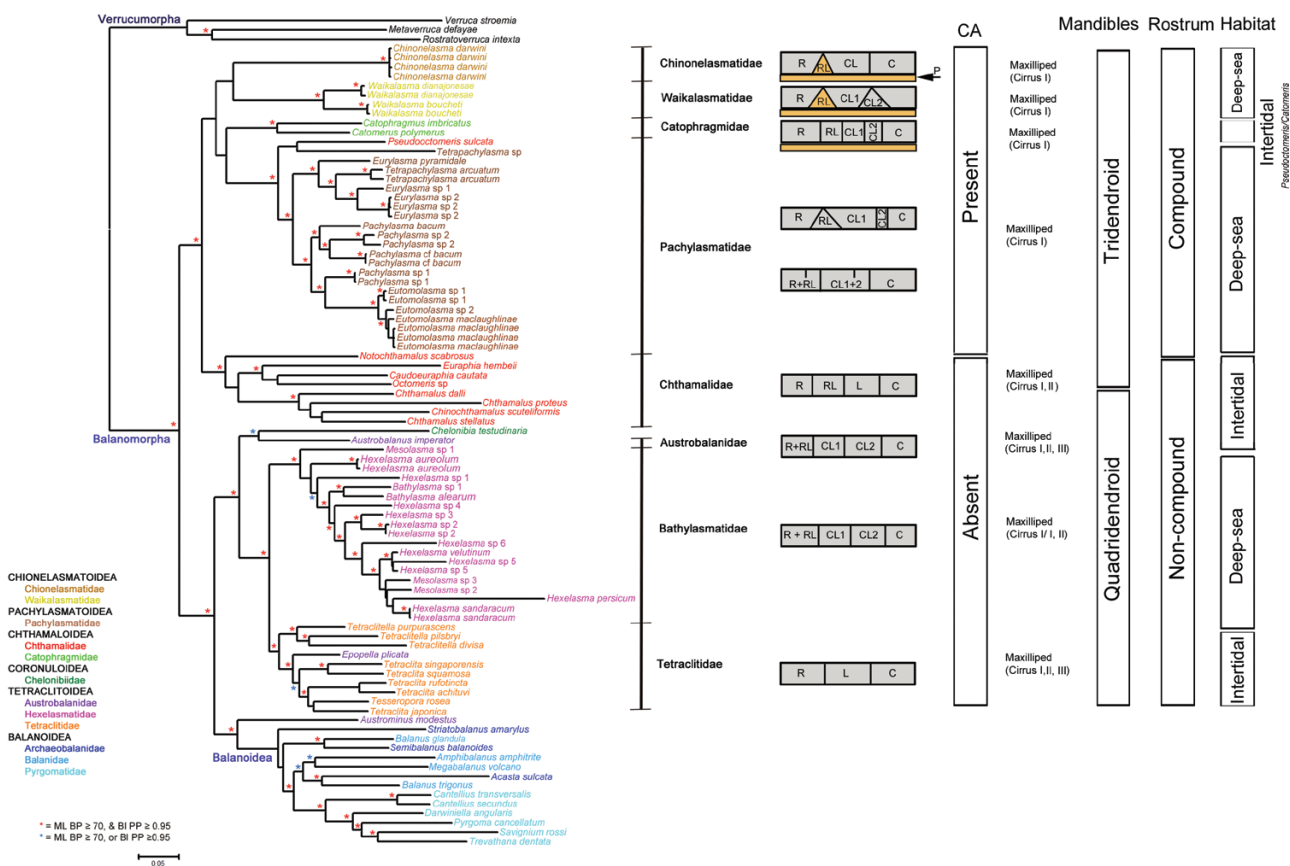 Verrucumorpha
Verruca stroemia
Metaverruca defayae
Rostratoverruca intexta
Chinonelasma darwini
Chinonelasma darwini
Chinonelasma darwini
Chinonelasma darwini
Waikalasma dianajonesae
Waikalasma dianajonesae
Waikalasma boucheti
Waikalasma boucheti
Catophragmus imbricatus
Catomerus polymerus
Pseudooctomeris sulcata
Tetrapachylasma sp
Eurylasma pyramidale
Tetrapachylasma arcuatum
Tetrapachylasma arcuatum
Eurylasma sp 1
Eurylasma sp 2
Eurylasma sp 2
Eurylasma sp 2
Pachylasma bacum
Pachylasma sp 2
Pachylasma sp 2
Pachylasma cf bacum
Pachylasma cf bacum
Pachylasma sp 1
Pachylasma sp 1
Eutomolasma sp 1
Eutomolasma sp 1
Eutomolasma sp 2
Eutomolasma maclaughlinae
Eutomolasma maclaughlinae
Eutomolasma maclaughlinae
Eutomolasma maclaughlinae
Notochthamalus scabrosus
Euraphia hembeii
Caudoeuraphia cautata
Octomeris sp
Chthamalus dalli
Chthamalus proteus
Chinochthamalus scuteliformis
Chthamalus stellatus
Balanomorpha
Chelonibia testudinaria
Austrobalanus imperator
Mesolasma sp 1
Hexelasma aureolum
Hexelasma aureolum
Hexelasma sp 1
Bathylasma sp 1
Bathylasma alearum
Hexelasma sp 4
Hexelasma sp 3
Hexelasma sp 2
Hexelasma sp 2
Hexelasma sp 6
Hexelasma velutinum
Hexelasma sp 5
Hexelasma sp 5
Mesolasma sp 3
Mesolasma sp 2
Hexelasma persicum
Hexelasma sandaracum
Hexelasma sandaracum
Tetraclitella purpurascens
Tetraclitella pilsbryi
Tetraclitella divisa
Epopella plicata
Tetraclita singaporensis
Tetraclita squamosa
Tetraclita rufotincta
Tetraclita achituvi
Tesseropora rosea
Tetraclita japonica
Austrominus modestus
Balanoidea
Striatobalanus amarylus
Balanus glandula
Semibalanus balanoides
Amphibalanus amphitrite
Megabalanus volcano
Acasta sulcata
Balanus trigonus
Cantellius transversalis
Cantellius secundus
Darwiniella angularis
Pyrgoma cancellatum
Savignium rossi
Trevathana dentata
CHIONELASMATOIDEA
Chionelasmatidae
Waikalasmatidae
PACHYLASMATOIDEA
Pachylasmatidae
CHTHAMALOIDEA
Chthamalidae
Catophragmidae
CORONULOIDEA
Chelonibiidae
TETRACLITOIDEA
Austrobalanidae
Hexelasmatidae
Tetraclitidae
BALANOIDEA
Archaeobalanidae
Balanidae
Pyrgomatidae
* = ML BP ≥ 70, & BI PP ≥ 0.95
* = ML BP ≥ 70, or BI PP ≥0.95
0.05
CA Mandibles Rostrum Habitat
Chinonelasmatidae
R RL CL C
P
Waikalasmatidae
R RL CL1 CL2
Catophragmidae
R RL CL1 CL2 C
Pachylasmatidae
R RL CL1 CL2 C
R+RL CL1+2 C
Chthamalidae
R RL L C
Austrobalanidae
R+RL CL1 CL2 C
Bathylasmatidae
R + RL CL1 CL2 C
Tetraclitidae
R L C
Present
Absent
Maxilliped
(Cirrus I)
Maxilliped
(Cirrus I)
Maxilliped
(Cirrus I)
Maxilliped
(Cirrus I)
Maxilliped
(Cirrus I,II)
Maxilliped
(Cirrus I,II, III)
Maxilliped
(Cirrus I/ I, II)
Maxilliped
(Cirrus I,II, III)
Tridendroid
Quadridendroid
Compound
Non-compound
Deep-sea
Intertidal
Pseudoctomeris/Catomeris
Deep-sea
Intertidal
Deep-sea
Intertidal